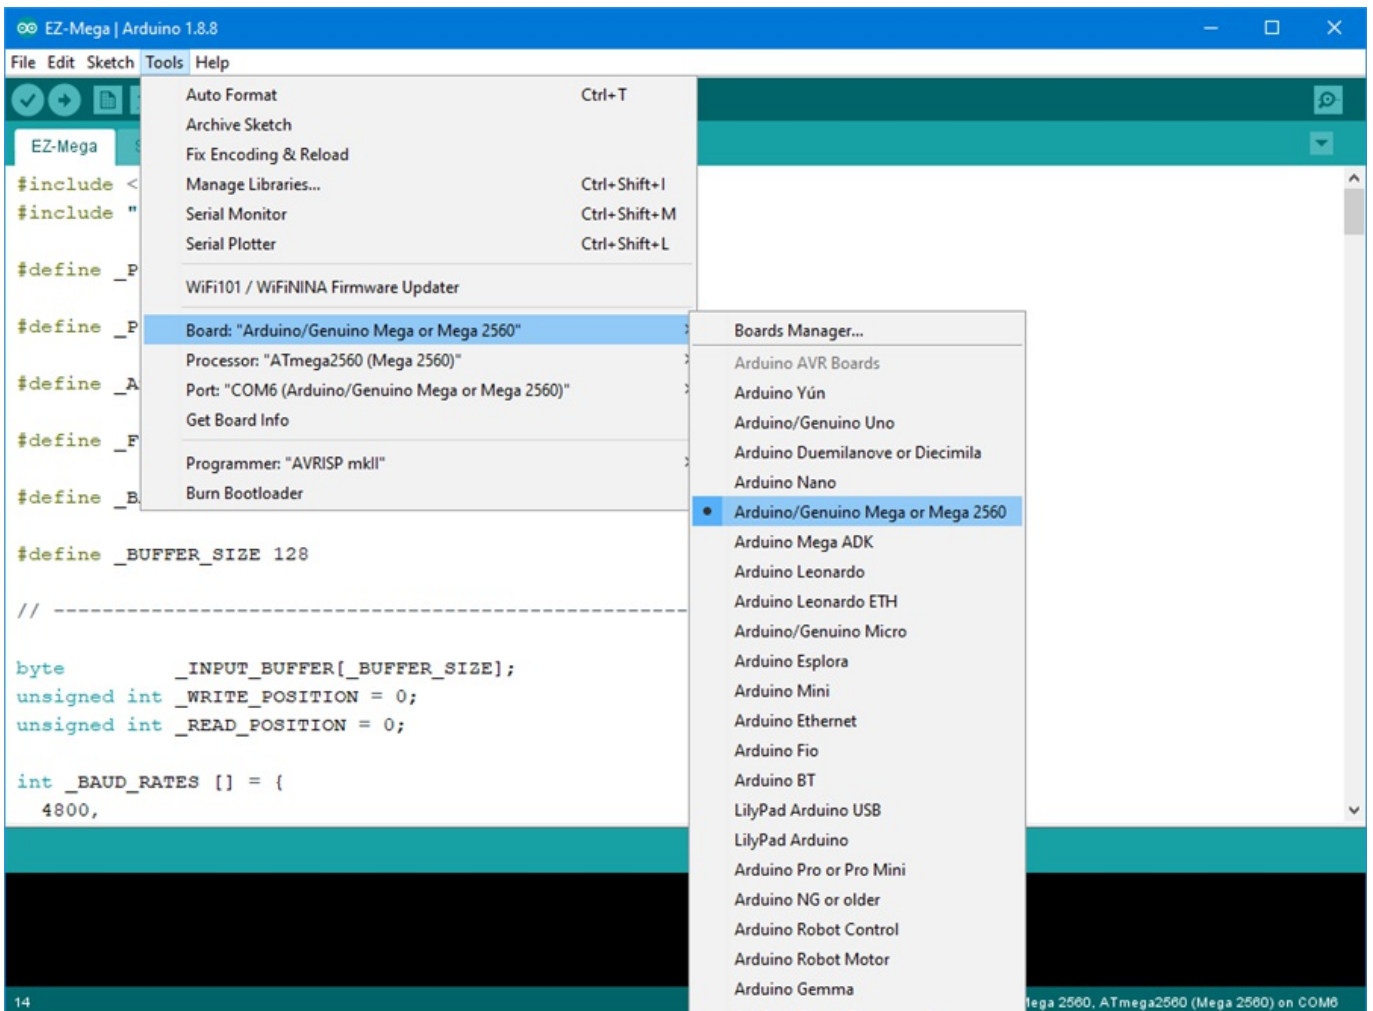 EZ-Mega | Arduino 1.8.8
File Edit Sketch Tools Help
Auto Format Ctrl+T
Archive Sketch
Fix Encoding & Reload
Manage Libraries... Ctrl+Shift+I
Serial Monitor Ctrl+Shift+M
Serial Plotter Ctrl+Shift+L
WiFi101 / WiFiNINA Firmware Updater
Board: "Arduino/Genuino Mega or Mega 2560"
Processor: "ATmega2560 (Mega 2560)"
Port: "COM6 (Arduino/Genuino Mega or Mega 2560)"
Get Board Info
Programmer: "AVRISP mkII"
Burn Bootloader
Boards Manager...
Arduino AVR Boards
Arduino Yún
Arduino/Genuino Uno
Arduino Duemilanove or Diecimila
Arduino Nano
Arduino/Genuino Mega or Mega 2560
Arduino Mega ADK
Arduino Leonardo
Arduino Leonardo ETH
Arduino/Genuino Micro
Arduino Esplora
Arduino Mini
Arduino Ethernet
Arduino Fio
Arduino BT
LilyPad Arduino USB
LilyPad Arduino
Arduino Pro or Pro Mini
Arduino NG or older
Arduino Robot Control
Arduino Robot Motor
Arduino Gemma
EZ-Mega
#include <
#include "
#define _P
#define _P
#define _A
#define _F
#define _B
#define _BUFFER_SIZE 128
// ----------------------------------------------------
byte _INPUT_BUFFER[_BUFFER_SIZE];
unsigned int _WRITE_POSITION = 0;
unsigned int _READ_POSITION = 0;
int _BAUD_RATES [] = {
4800,
14
2560, ATmega2560 (Mega 2560) on COM6